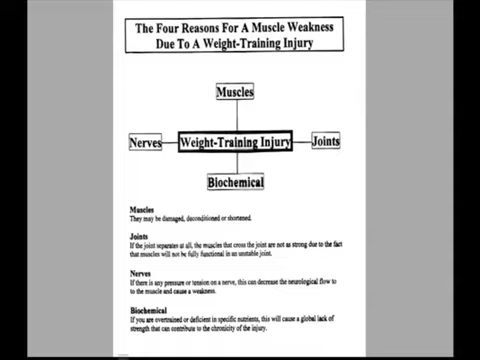 The Four Reasons For A Muscle Weakness
Due To A Weight-Training Injury
Muscles
Nerves
Weight-Training Injury
Joints
Biochemical
Muscles
They may be damaged, deconditioned or shortened.
Joints
If the joint separates at all, the muscles that cross the joint are not as strong due to the fact
that muscles will not be fully functional in an unstable joint.
Nerves
If there is any pressure or tension on a nerve, this can decrease the neurological flow to
to the muscle and cause a weakness.
Biochemical
If you are overtrained or deficient in specific nutrients, this will cause a global lack of
strength that can contribute to the chronicity of the injury.